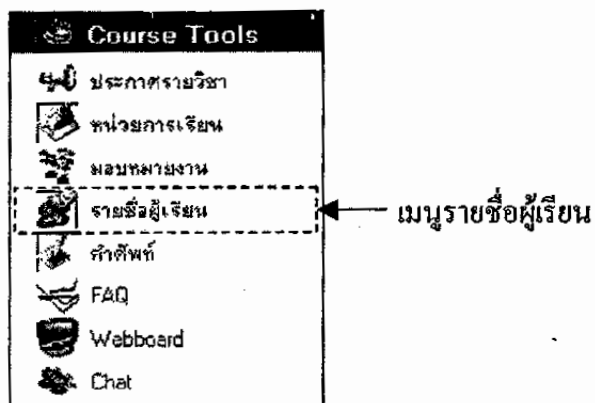 Course Tools
ประกาศรายวิชา
หน่วยการเรียน
มอบหมายงาน
รายชื่อผู้เรียน
เมนูรายชื่อผู้เรียน
คำศัพท์
FAQ
Webboard
Chat